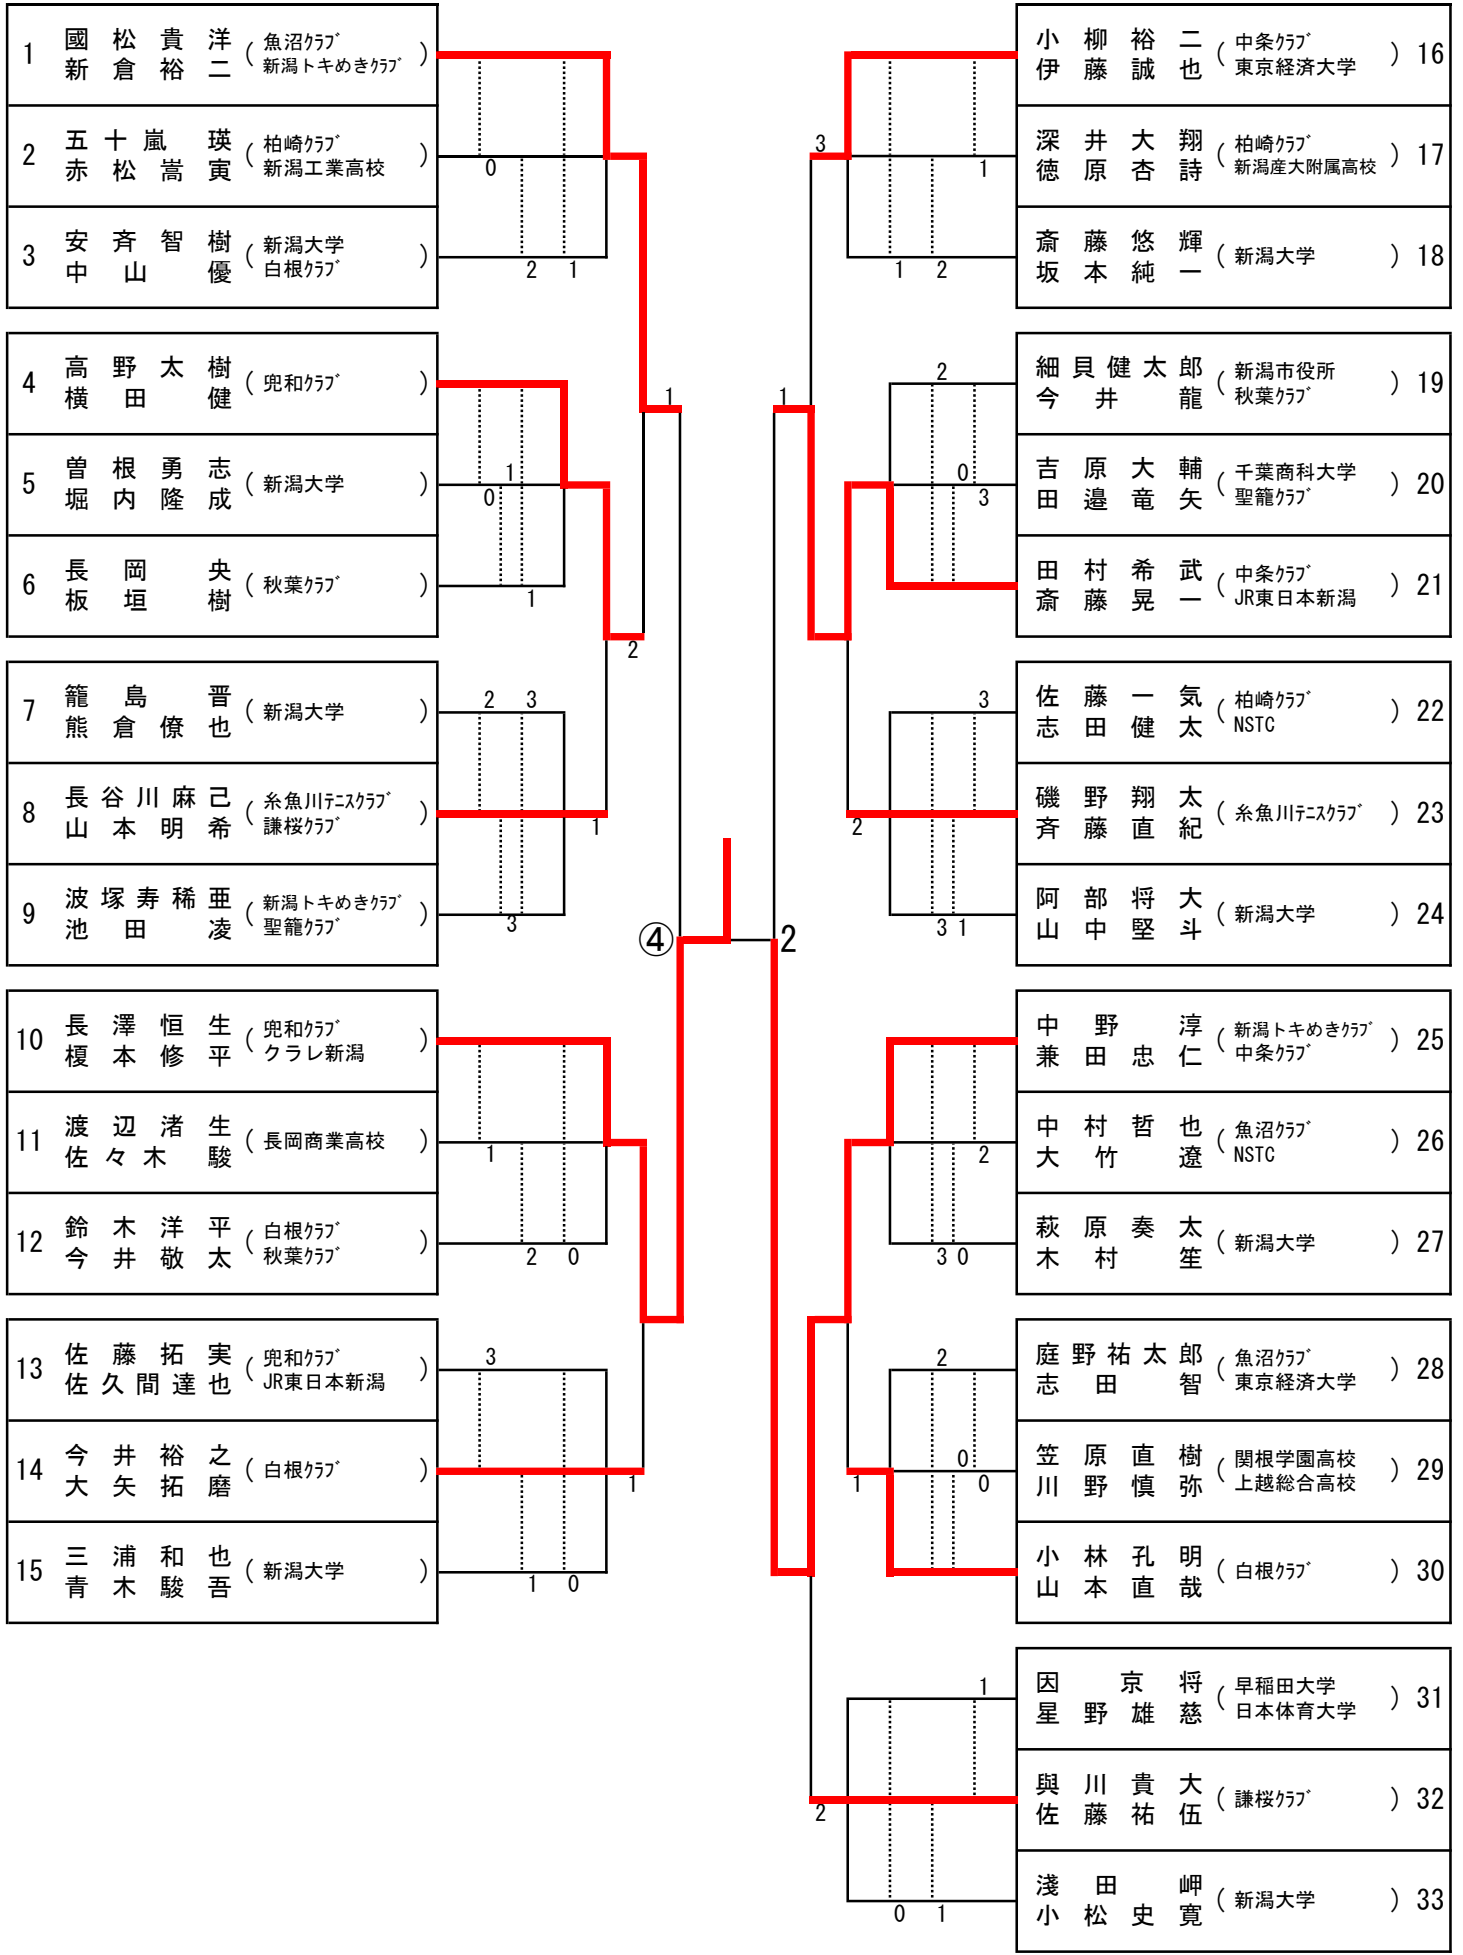 1 國松貴洋 ( 魚沼ｸﾗﾌﾞ )
新倉裕二 新潟トキめきｸﾗﾌﾞ
0
2 五十嵐瑛 ( 柏崎ｸﾗﾌﾞ )
赤松嵩寅 新潟工業高校
3 安斉智樹 ( 新潟大学 )
中山優 白根ｸﾗﾌﾞ
2 1
4 高野太樹 ( 兜和ｸﾗﾌﾞ )
横田健
1
1
5 曽根勇志 ( 新潟大学 )
堀内隆成
0
6 長岡央 ( 秋葉ｸﾗﾌﾞ )
板垣樹
1
2
7 籠島晋 ( 新潟大学 )
熊倉僚也
2 3
8 長谷川麻己 ( 糸魚川ﾃﾆｽｸﾗﾌﾞ )
山本明希 謙桜ｸﾗﾌﾞ
1
9 波塚寿稀亜 ( 新潟トキめきｸﾗﾌﾞ )
池田凌 聖籠ｸﾗﾌﾞ
3
④ 2
10 長澤恒生 ( 兜和ｸﾗﾌﾞ )
榎本修平 クラレ新潟
11 渡辺渚生 ( 長岡商業高校 )
佐々木駿
1
12 鈴木洋平 ( 白根ｸﾗﾌﾞ )
今井敬太 秋葉ｸﾗﾌﾞ
2 0
13 佐藤拓実 ( 兜和ｸﾗﾌﾞ )
佐久間達也 JR東日本新潟
3
14 今井裕之 ( 白根ｸﾗﾌﾞ )
大矢拓磨
1
15 三浦和也 ( 新潟大学 )
青木駿吾
1 0
小柳裕二 ( 中条ｸﾗﾌﾞ ) 16
伊藤誠也 東京経済大学
3
1
深井大翔 ( 柏崎ｸﾗﾌﾞ ) 17
徳原杏詩 新潟産大附属高校
斎藤悠輝 ( 新潟大学 ) 18
坂本純一
1 2
細貝健太郎 ( 新潟市役所 ) 19
今井龍 秋葉ｸﾗﾌﾞ
2
1
吉原大輔 ( 千葉商科大学 ) 20
田邉竜矢 聖籠ｸﾗﾌﾞ
0
3
田村希武 ( 中条ｸﾗﾌﾞ ) 21
斎藤晃一 JR東日本新潟
佐藤一気 ( 柏崎ｸﾗﾌﾞ ) 22
志田健太 NSTC
3
磯野翔太 ( 糸魚川ﾃﾆｽｸﾗﾌﾞ ) 23
斉藤直紀
2
阿部将大 ( 新潟大学 ) 24
山中堅斗
3 1
中野淳 ( 新潟トキめきｸﾗﾌﾞ ) 25
兼田忠仁 中条ｸﾗﾌﾞ
中村哲也 ( 魚沼ｸﾗﾌﾞ ) 26
大竹遼 NSTC
2
萩原奏太 ( 新潟大学 ) 27
木村笙
3 0
庭野祐太郎 ( 魚沼ｸﾗﾌﾞ ) 28
志田智 東京経済大学
2
笠原直樹 ( 関根学園高校 ) 29
川野慎弥 上越総合高校
0
1 0
小林孔明 ( 白根ｸﾗﾌﾞ ) 30
山本直哉
因京将 ( 早稲田大学 ) 31
星野雄慈 日本体育大学
1
與川貴大 ( 謙桜ｸﾗﾌﾞ ) 32
佐藤祐伍
2
淺田岬 ( 新潟大学 ) 33
小松史寛
0 1